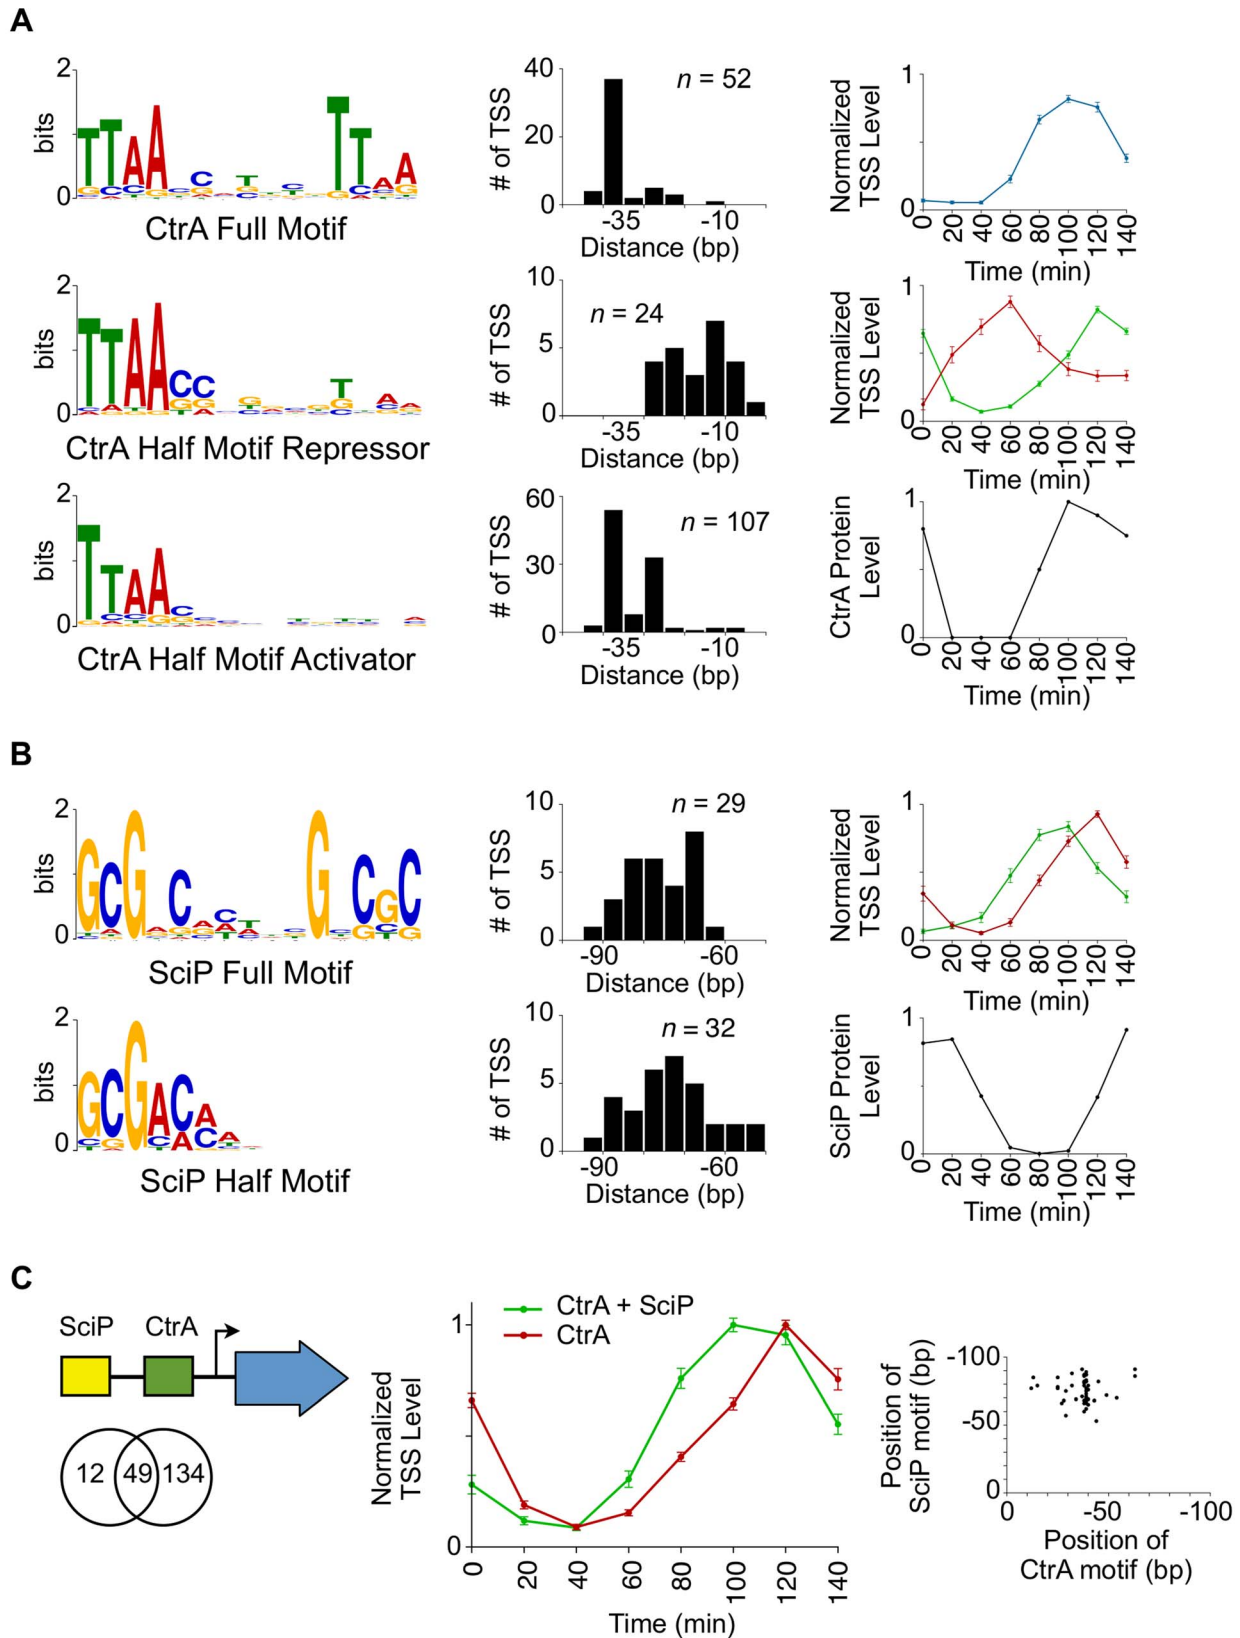 A
2
bits
0
CtrA Full Motif
40
20
0
# of TSS
n = 52
-35
-10
Distance (bp)
1
0
Normalized
TSS Level
0
20
40
60
80
100
120
140
Time (min)
2
bits
0
CtrA Half Motif Repressor
10
5
0
# of TSS
n = 24
-35
-10
Distance (bp)
1
0
Normalized
TSS Level
0
20
40
60
80
100
120
140
Time (min)
2
bits
0
CtrA Half Motif Activator
60
30
0
# of TSS
n = 107
-35
-10
Distance (bp)
1
0
CtrA Protein
Level
0
20
40
60
80
100
120
140
Time (min)
B
2
bits
0
SciP Full Motif
10
5
0
# of TSS
n = 29
-90
-60
Distance (bp)
1
0
Normalized
TSS Level
0
20
40
60
80
100
120
140
Time (min)
2
bits
0
SciP Half Motif
10
5
0
# of TSS
n = 32
-90
-60
Distance (bp)
1
0
SciP Protein
Level
0
20
40
60
80
100
120
140
Time (min)
C
SciP
CtrA
12
49
134
1
0
Normalized
TSS Level
CtrA + SciP
CtrA
0
20
40
60
80
100
120
140
Time (min)
-100
-50
0
Position of
SciP motif (bp)
0
-50
-100
Position of
CtrA motif (bp)